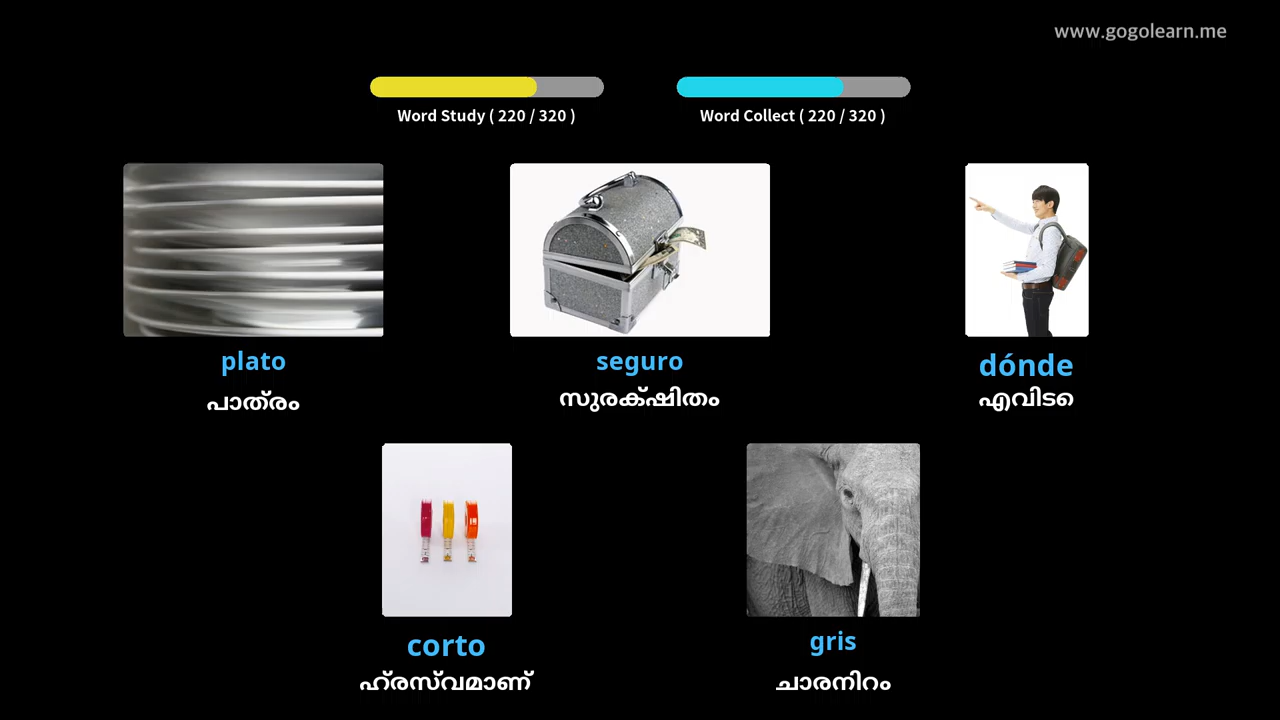 www.gogolearn.me
Word Study ( 220 / 320 )
Word Collect ( 220 / 320 )
plato
പാത്രം
seguro
സുരക്ഷിതം
dónde
എവിടെ
corto
ഹ്രസ്വമാണ്
gris
ചാരനിറം